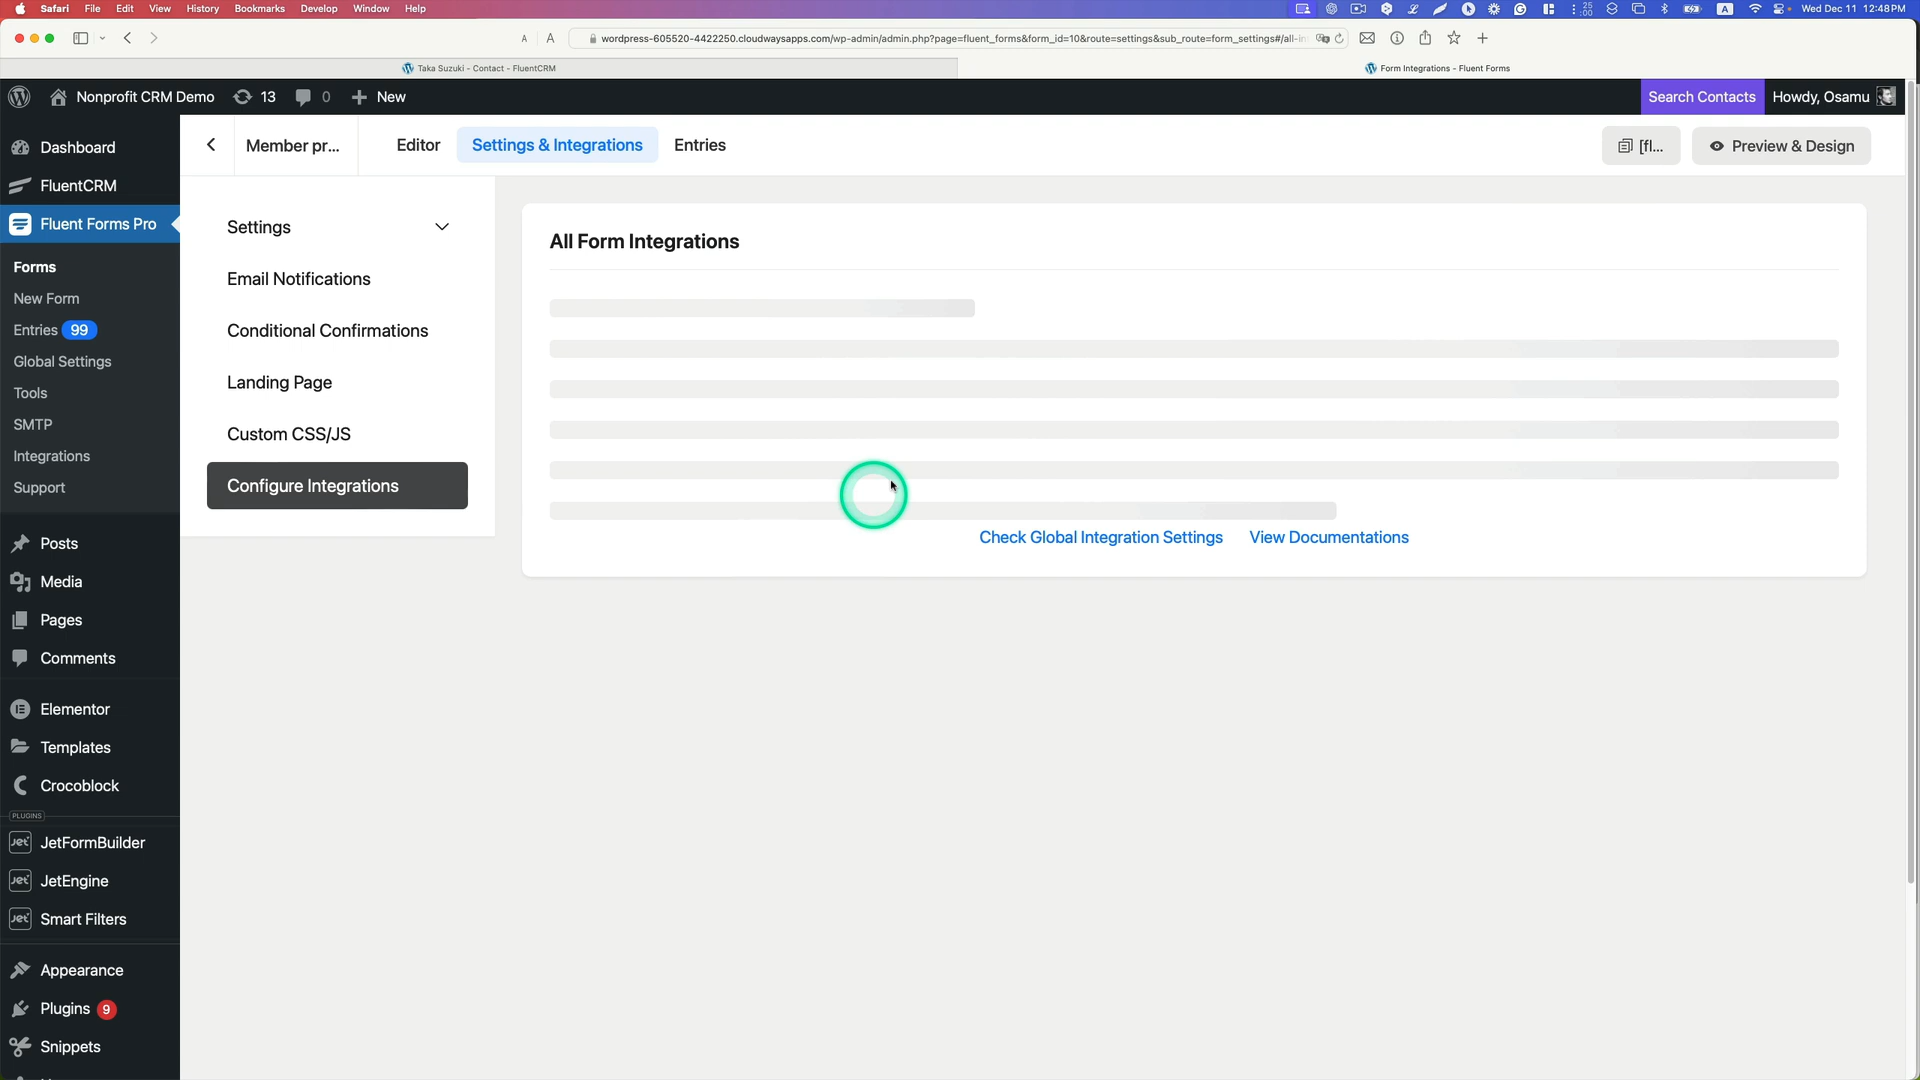 Safari File Edit View History Bookmarks Develop Window Help
Wed Dec 11 12:48 PM
wordpress-605520-4422250.cloudwaysapps.com/wp-admin/admin.php?page=fluent_forms&form_id=10&route=settings&sub_route=form_settings#/all-in
Taka Suzuki - Contact - FluentCRM
Form Integrations - Fluent Forms
Nonprofit CRM Demo 13 0 New
Search Contacts Howdy, Osamu
Member pr... Editor Settings & Integrations Entries
[fl... Preview & Design
Dashboard
FluentCRM
Fluent Forms Pro
Forms
New Form
Entries 99
Global Settings
Tools
SMTP
Integrations
Support
Posts
Media
Pages
Comments
Elementor
Templates
Crocoblock
PLUGINS
JetFormBuilder
JetEngine
Smart Filters
Appearance
Plugins 9
Snippets
Settings
Email Notifications
Conditional Confirmations
Landing Page
Custom CSS/JS
Configure Integrations
All Form Integrations
Check Global Integration Settings View Documentations